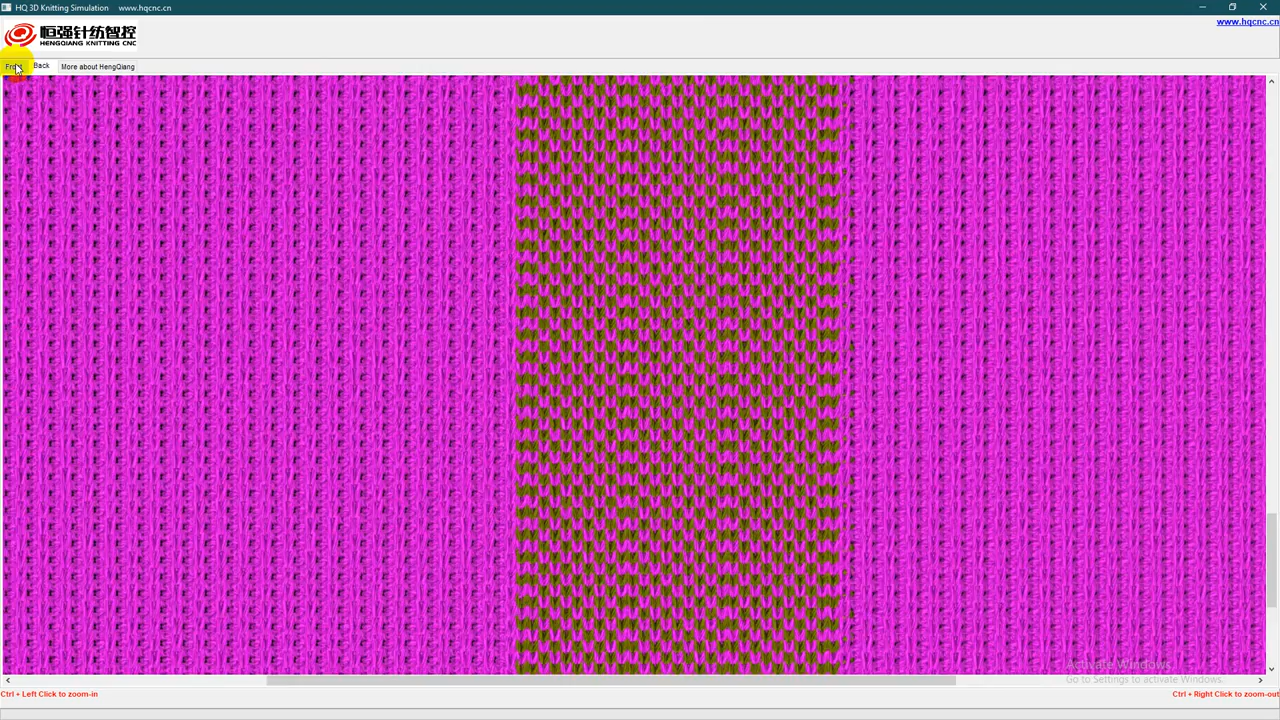 HQ 3D Knitting Simulation www.hqcnc.cn
www.hqcnc.cn
恒强针纺智控
HENGQIANG KNITTING CNC
Back More about HengQiang
Activate Windows
Go to Settings to activate Windows.
Ctrl + Left Click to zoom-in Ctrl + Right Click to zoom-out